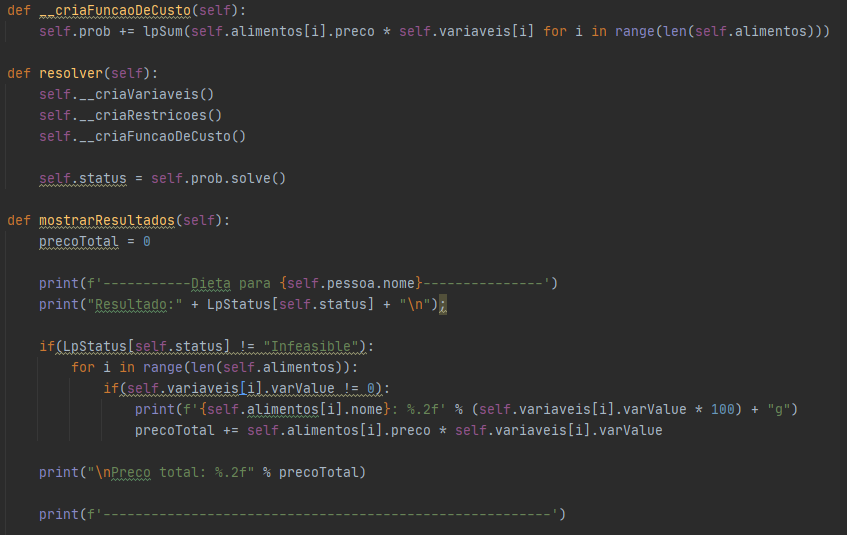 def __criaFuncaoDeCusto(self):
    self.prob += lpSum(self.alimentos[i].preco * self.variaveis[i] for i in range(len(self.alimentos)))
def resolver(self):
    self.__criaVariaveis()
    self.__criaRestricoes()
    self.__criaFuncaoDeCusto()
    self.status = self.prob.solve()
def mostrarResultados(self):
    precoTotal = 0
    print(f'-----------Dieta para {self.pessoa.nome}---------------')
    print("Resultado:" + LpStatus[self.status] + "\n");
    if(LpStatus[self.status] != "Infeasible"):
        for i in range(len(self.alimentos)):
            if(self.variaveis[i].varValue != 0):
                print(f'{self.alimentos[i].nome}: %.2f' % (self.variaveis[i].varValue * 100) + "g")
                precoTotal += self.alimentos[i].preco * self.variaveis[i].varValue
    print("\nPreco total: %.2f" % precoTotal)
    print(f'--------------------------------------------------------')